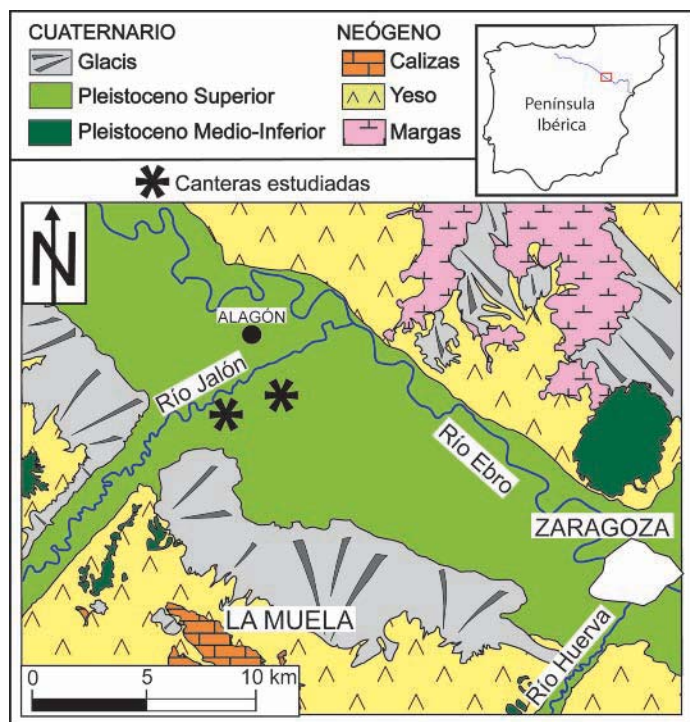 CUATERNARIO
Glacis
Pleistoceno Superior
Pleistoceno Medio-Inferior
NEÓGENO
Calizas
Yeso
Margas
Península
Ibérica
Canteras estudiadas
N
ALAGÓN
Río Jalón
Río Ebro
ZARAGOZA
LA MUELA
Río Huerva
0 5 10 km